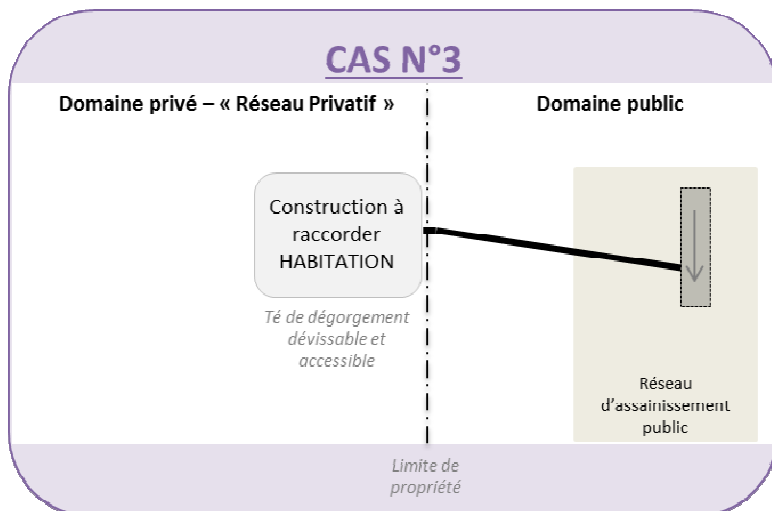 CAS N°3
Domaine privé – « Réseau Privatif »
Domaine public
Construction à
raccorder
HABITATION
Té de dégorgement
dévissable et
accessible
Réseau
d'assainissement
public
Limite de
propriété